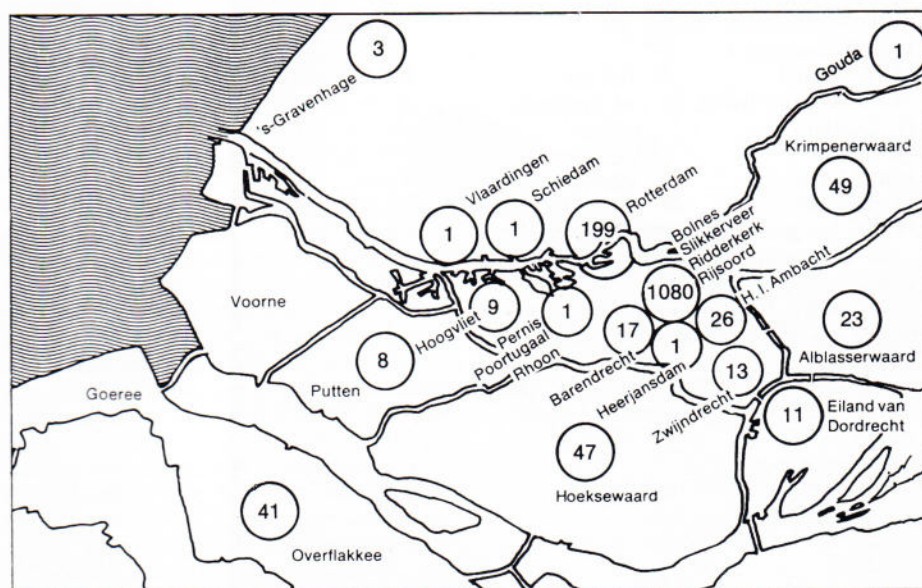 3
1
Gouda
's-Gravenhage
Krimpenerwaard
49
Vlaardingen
1
Schiedam
1
Rotterdam
199
Bolnes
Slikkerveer
Ridderkerk
Rijsoord
1080
H. I. Ambacht
26
Voorne
Hoogvliet
9
Pernis
Poortugaal
Rhoon
1
17
Barendrecht
1
Heerjansdam
23
Alblasserwaard
8
Putten
Goeree
13
Zwijndrecht
11
Eiland van
Dordrecht
47
Hoeksewaard
41
Overflakkee